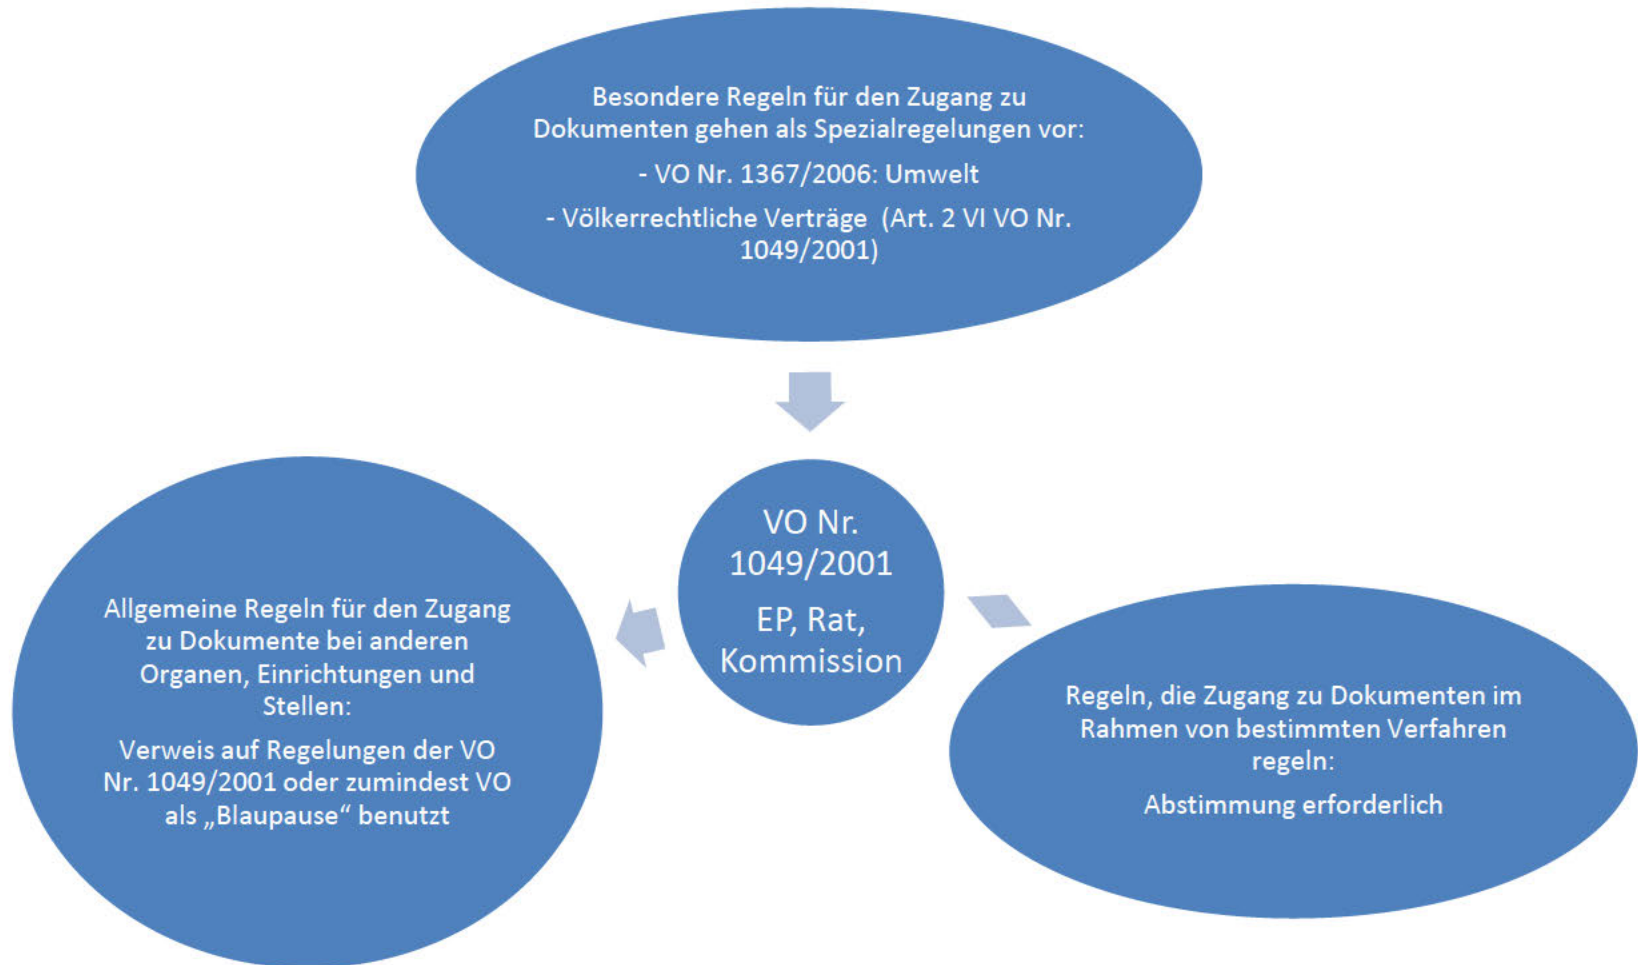 Besondere Regeln für den Zugang zu
Dokumenten gehen als Spezialregelungen vor:
- VO Nr. 1367/2006: Umwelt
- Völkerrechtliche Verträge (Art. 2 VI VO Nr.
1049/2001)
VO Nr.
1049/2001
EP, Rat,
Kommission
Allgemeine Regeln für den Zugang
zu Dokumente bei anderen
Organen, Einrichtungen und
Stellen:
Verweis auf Regelungen der VO
Nr. 1049/2001 oder zumindest VO
als „Blaupause“ benutzt
Regeln, die Zugang zu Dokumenten im
Rahmen von bestimmten Verfahren
regeln:
Abstimmung erforderlich